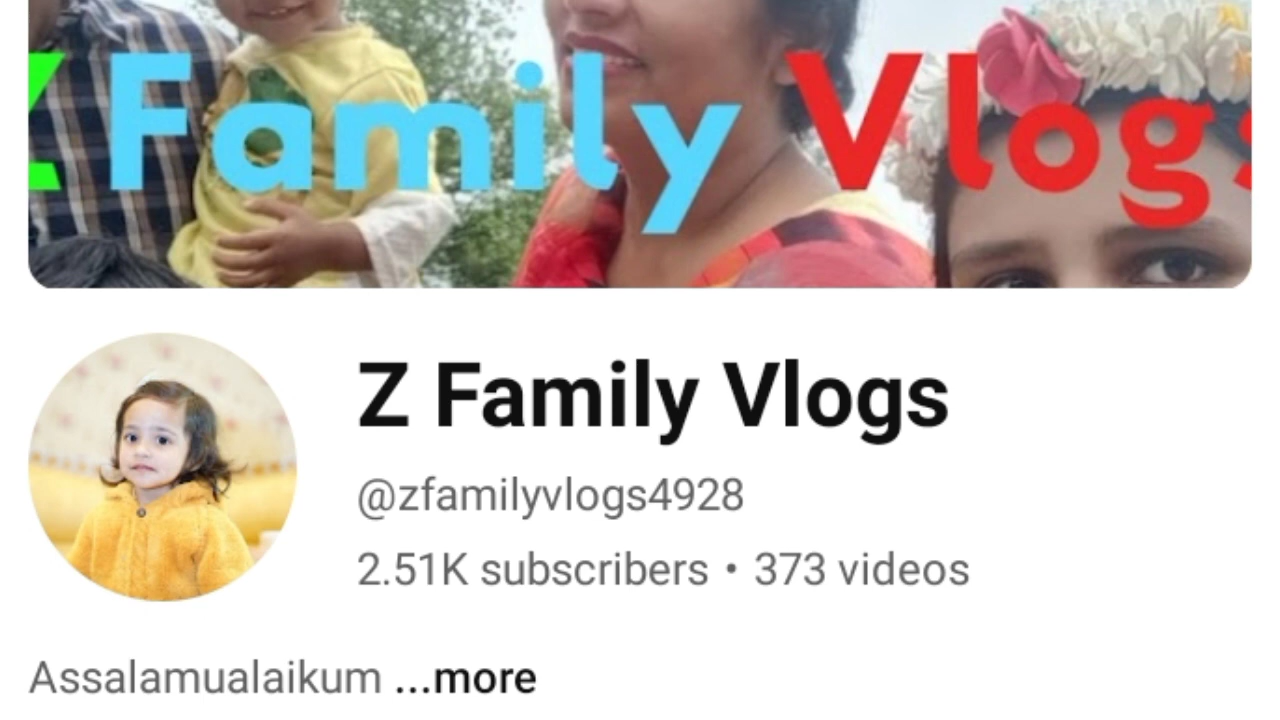 Z Family Vlogs
Z Family Vlogs
@zfamilyvlogs4928
2.51K subscribers • 373 videos
Assalamualaikum ...more